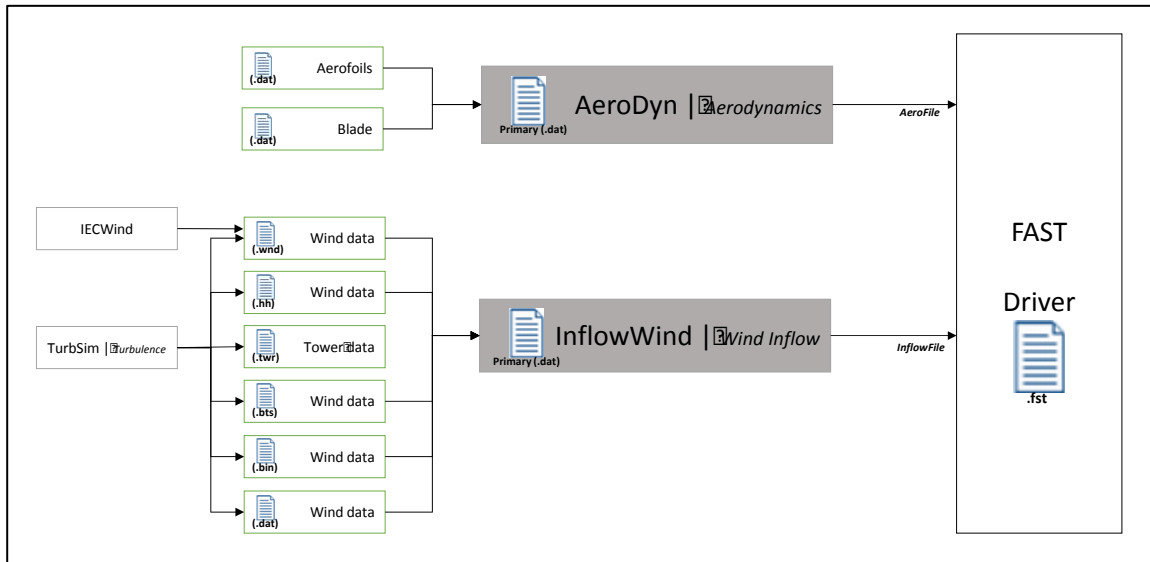 Aerofoils
(.dat)
Blade
(.dat)
AeroDyn | Aerodynamics
Primary (.dat)
AeroFile
IECWind
TurbSim | Turbulence
Wind data
(.wnd)
Wind data
(.hh)
Tower data
(.twr)
Wind data
(.bts)
Wind data
(.bin)
Wind data
(.dat)
InflowWind | Wind Inflow
Primary (.dat)
InflowFile
FAST
Driver
.fst